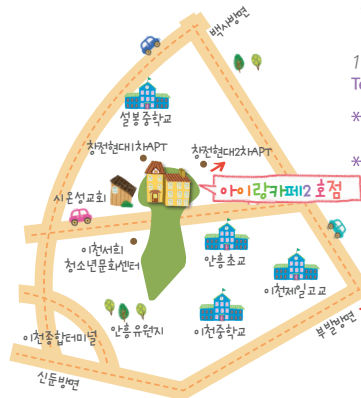 백사방면
1
Te
설봉중학교
*
창전현대1차APT
창전현대2차APT
*
아이랑카페2호점
시온성교회
이천서희
청소년문화센터
안흥초교
이천제일고교
안흥유원지
이천중학교
부발방면
이천종합터미널
신둔방면